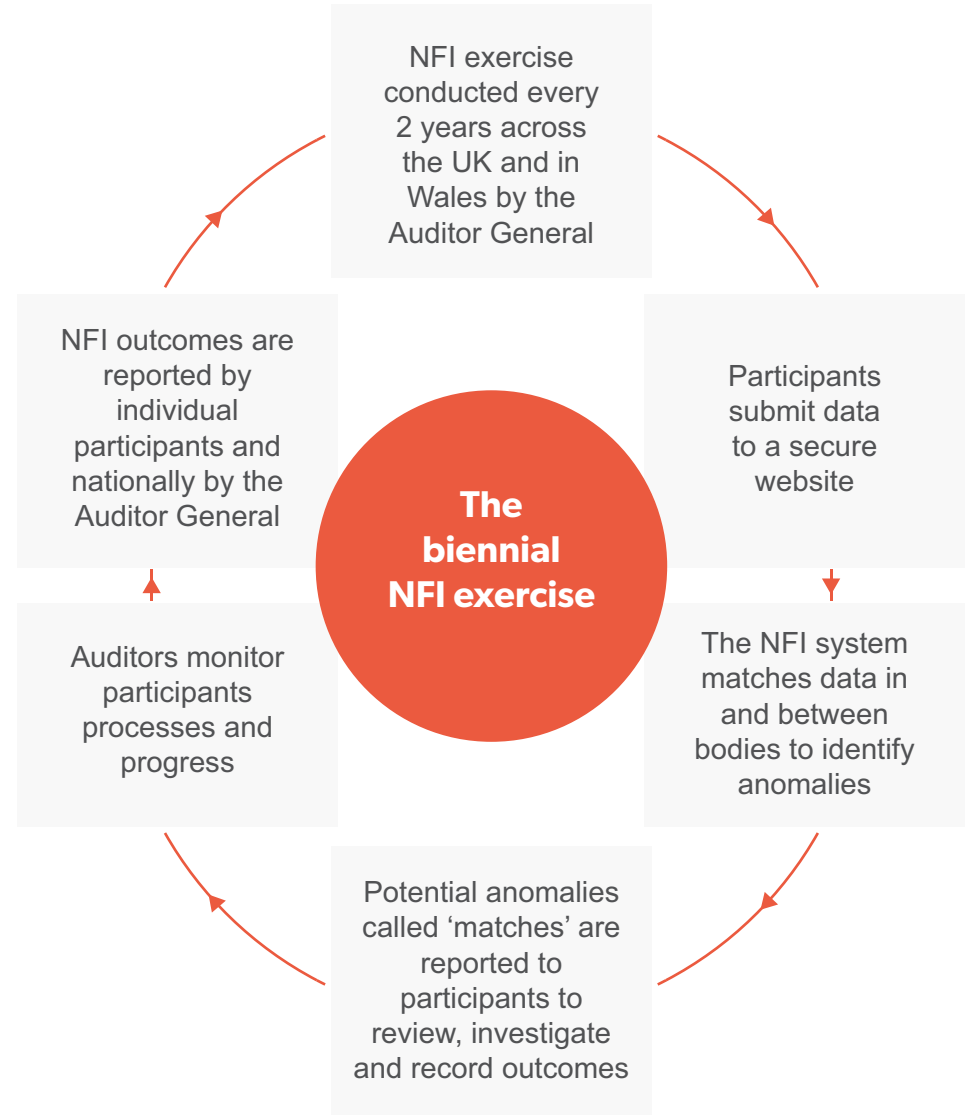 NFI exercise
conducted every
2 years across
the UK and in
Wales by the
Auditor General
Participants
submit data
to a secure
website
The NFI system
matches data in
and between
bodies to identify
anomalies
Potential anomalies
called ‘matches’ are
reported to
participants to
review, investigate
and record outcomes
Auditors monitor
participants
processes and
progress
NFI outcomes are
reported by
individual
participants and
nationally by the
Auditor General
The
biennial
NFI exercise